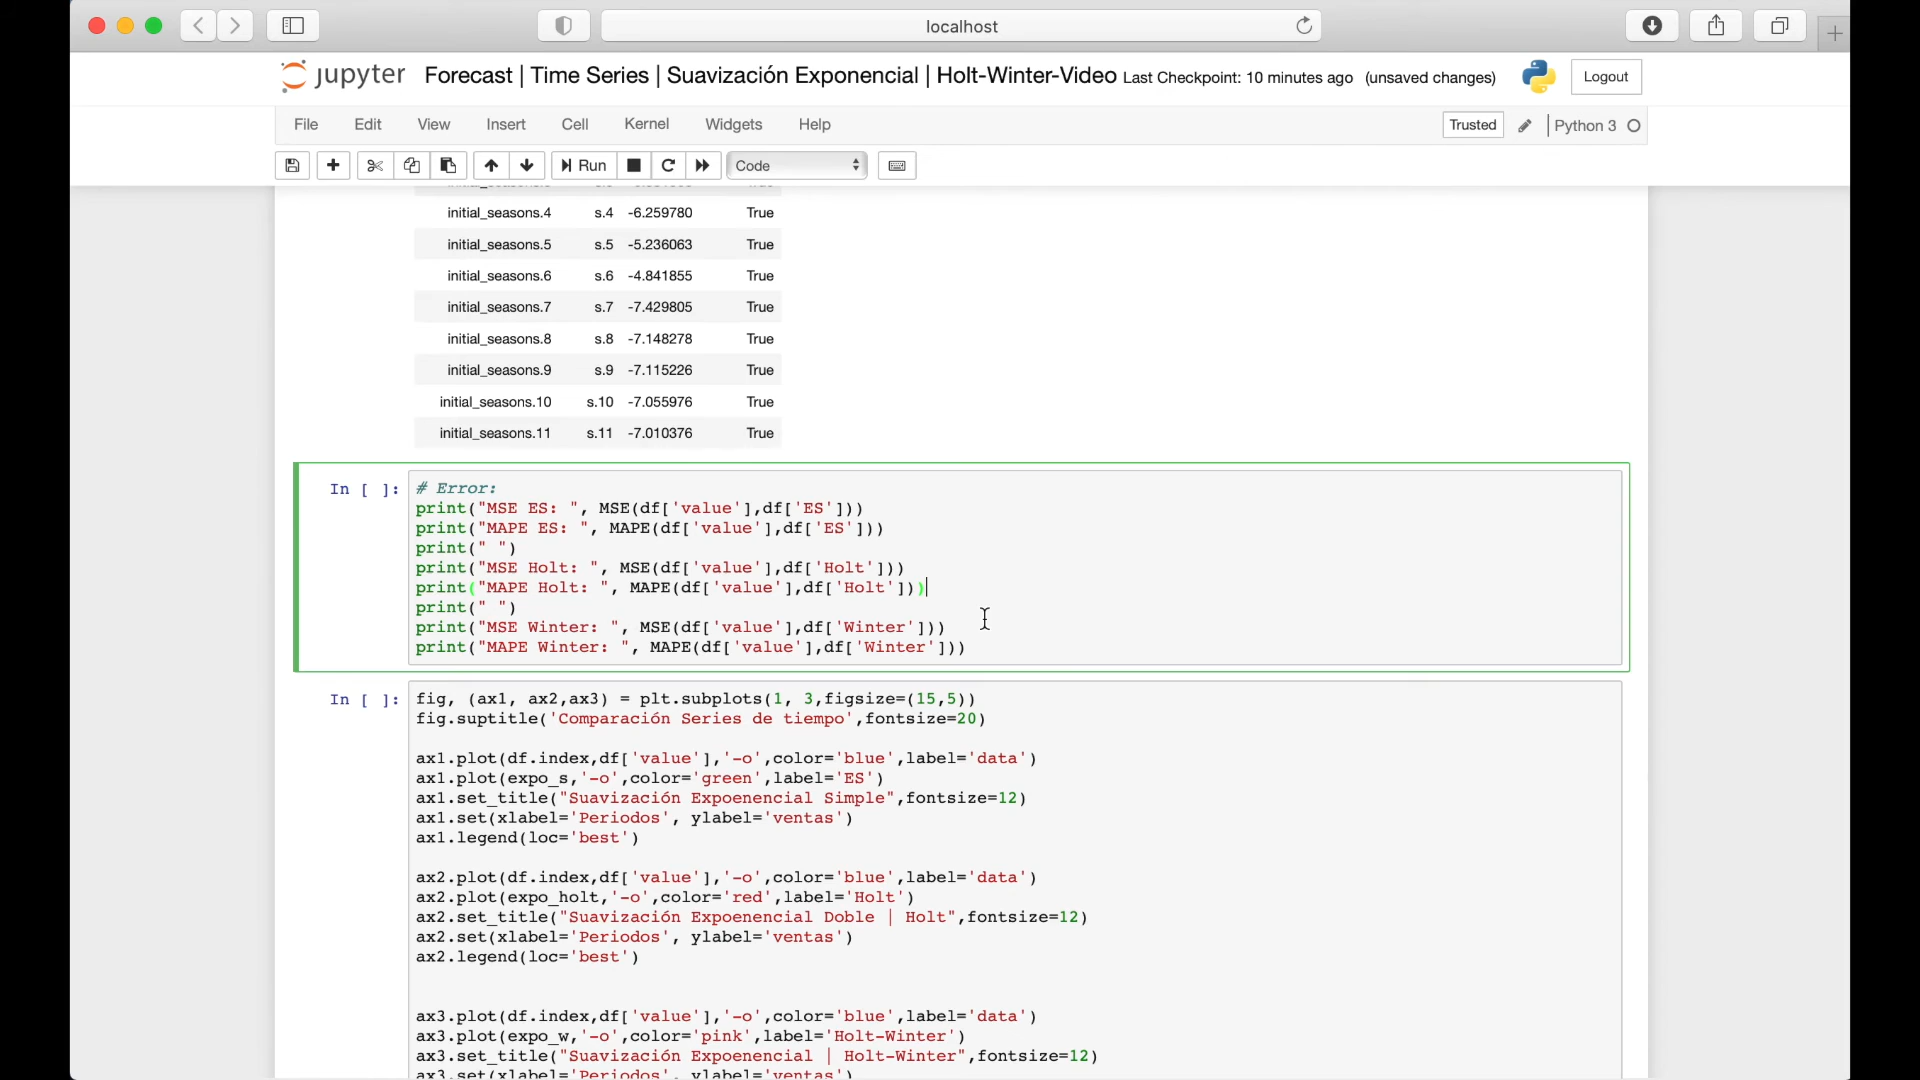 localhost
jupyter Forecast | Time Series | Suavización Exponencial | Holt-Winter-Video Last Checkpoint: 10 minutes ago (unsaved changes) Logout
File Edit View Insert Cell Kernel Widgets Help Trusted Python 3
Run Code
initial_seasons.4 s.4 -6.259780 True
initial_seasons.5 s.5 -5.236063 True
initial_seasons.6 s.6 -4.841855 True
initial_seasons.7 s.7 -7.429805 True
initial_seasons.8 s.8 -7.148278 True
initial_seasons.9 s.9 -7.115226 True
initial_seasons.10 s.10 -7.055976 True
initial_seasons.11 s.11 -7.010376 True
In [ ]: # Error:
print("MSE ES: ", MSE(df['value'],df['ES']))
print("MAPE ES: ", MAPE(df['value'],df['ES']))
print(" ")
print("MSE Holt: ", MSE(df['value'],df['Holt']))
print("MAPE Holt: ", MAPE(df['value'],df['Holt']))
print(" ")
print("MSE Winter: ", MSE(df['value'],df['Winter']))
print("MAPE Winter: ", MAPE(df['value'],df['Winter']))
In [ ]: fig, (ax1, ax2,ax3) = plt.subplots(1, 3,figsize=(15,5))
fig.suptitle('Comparación Series de tiempo',fontsize=20)
ax1.plot(df.index,df['value'],'-o',color='blue',label='data')
ax1.plot(expo_s,'-o',color='green',label='ES')
ax1.set_title("Suavización Expoenencial Simple",fontsize=12)
ax1.set(xlabel='Periodos', ylabel='ventas')
ax1.legend(loc='best')
ax2.plot(df.index,df['value'],'-o',color='blue',label='data')
ax2.plot(expo_holt,'-o',color='red',label='Holt')
ax2.set_title("Suavización Expoenencial Doble | Holt",fontsize=12)
ax2.set(xlabel='Periodos', ylabel='ventas')
ax2.legend(loc='best')
ax3.plot(df.index,df['value'],'-o',color='blue',label='data')
ax3.plot(expo_w,'-o',color='pink',label='Holt-Winter')
ax3.set_title("Suavización Expoenencial | Holt-Winter",fontsize=12)
ax3.set(xlabel='Periodos', ylabel='ventas')